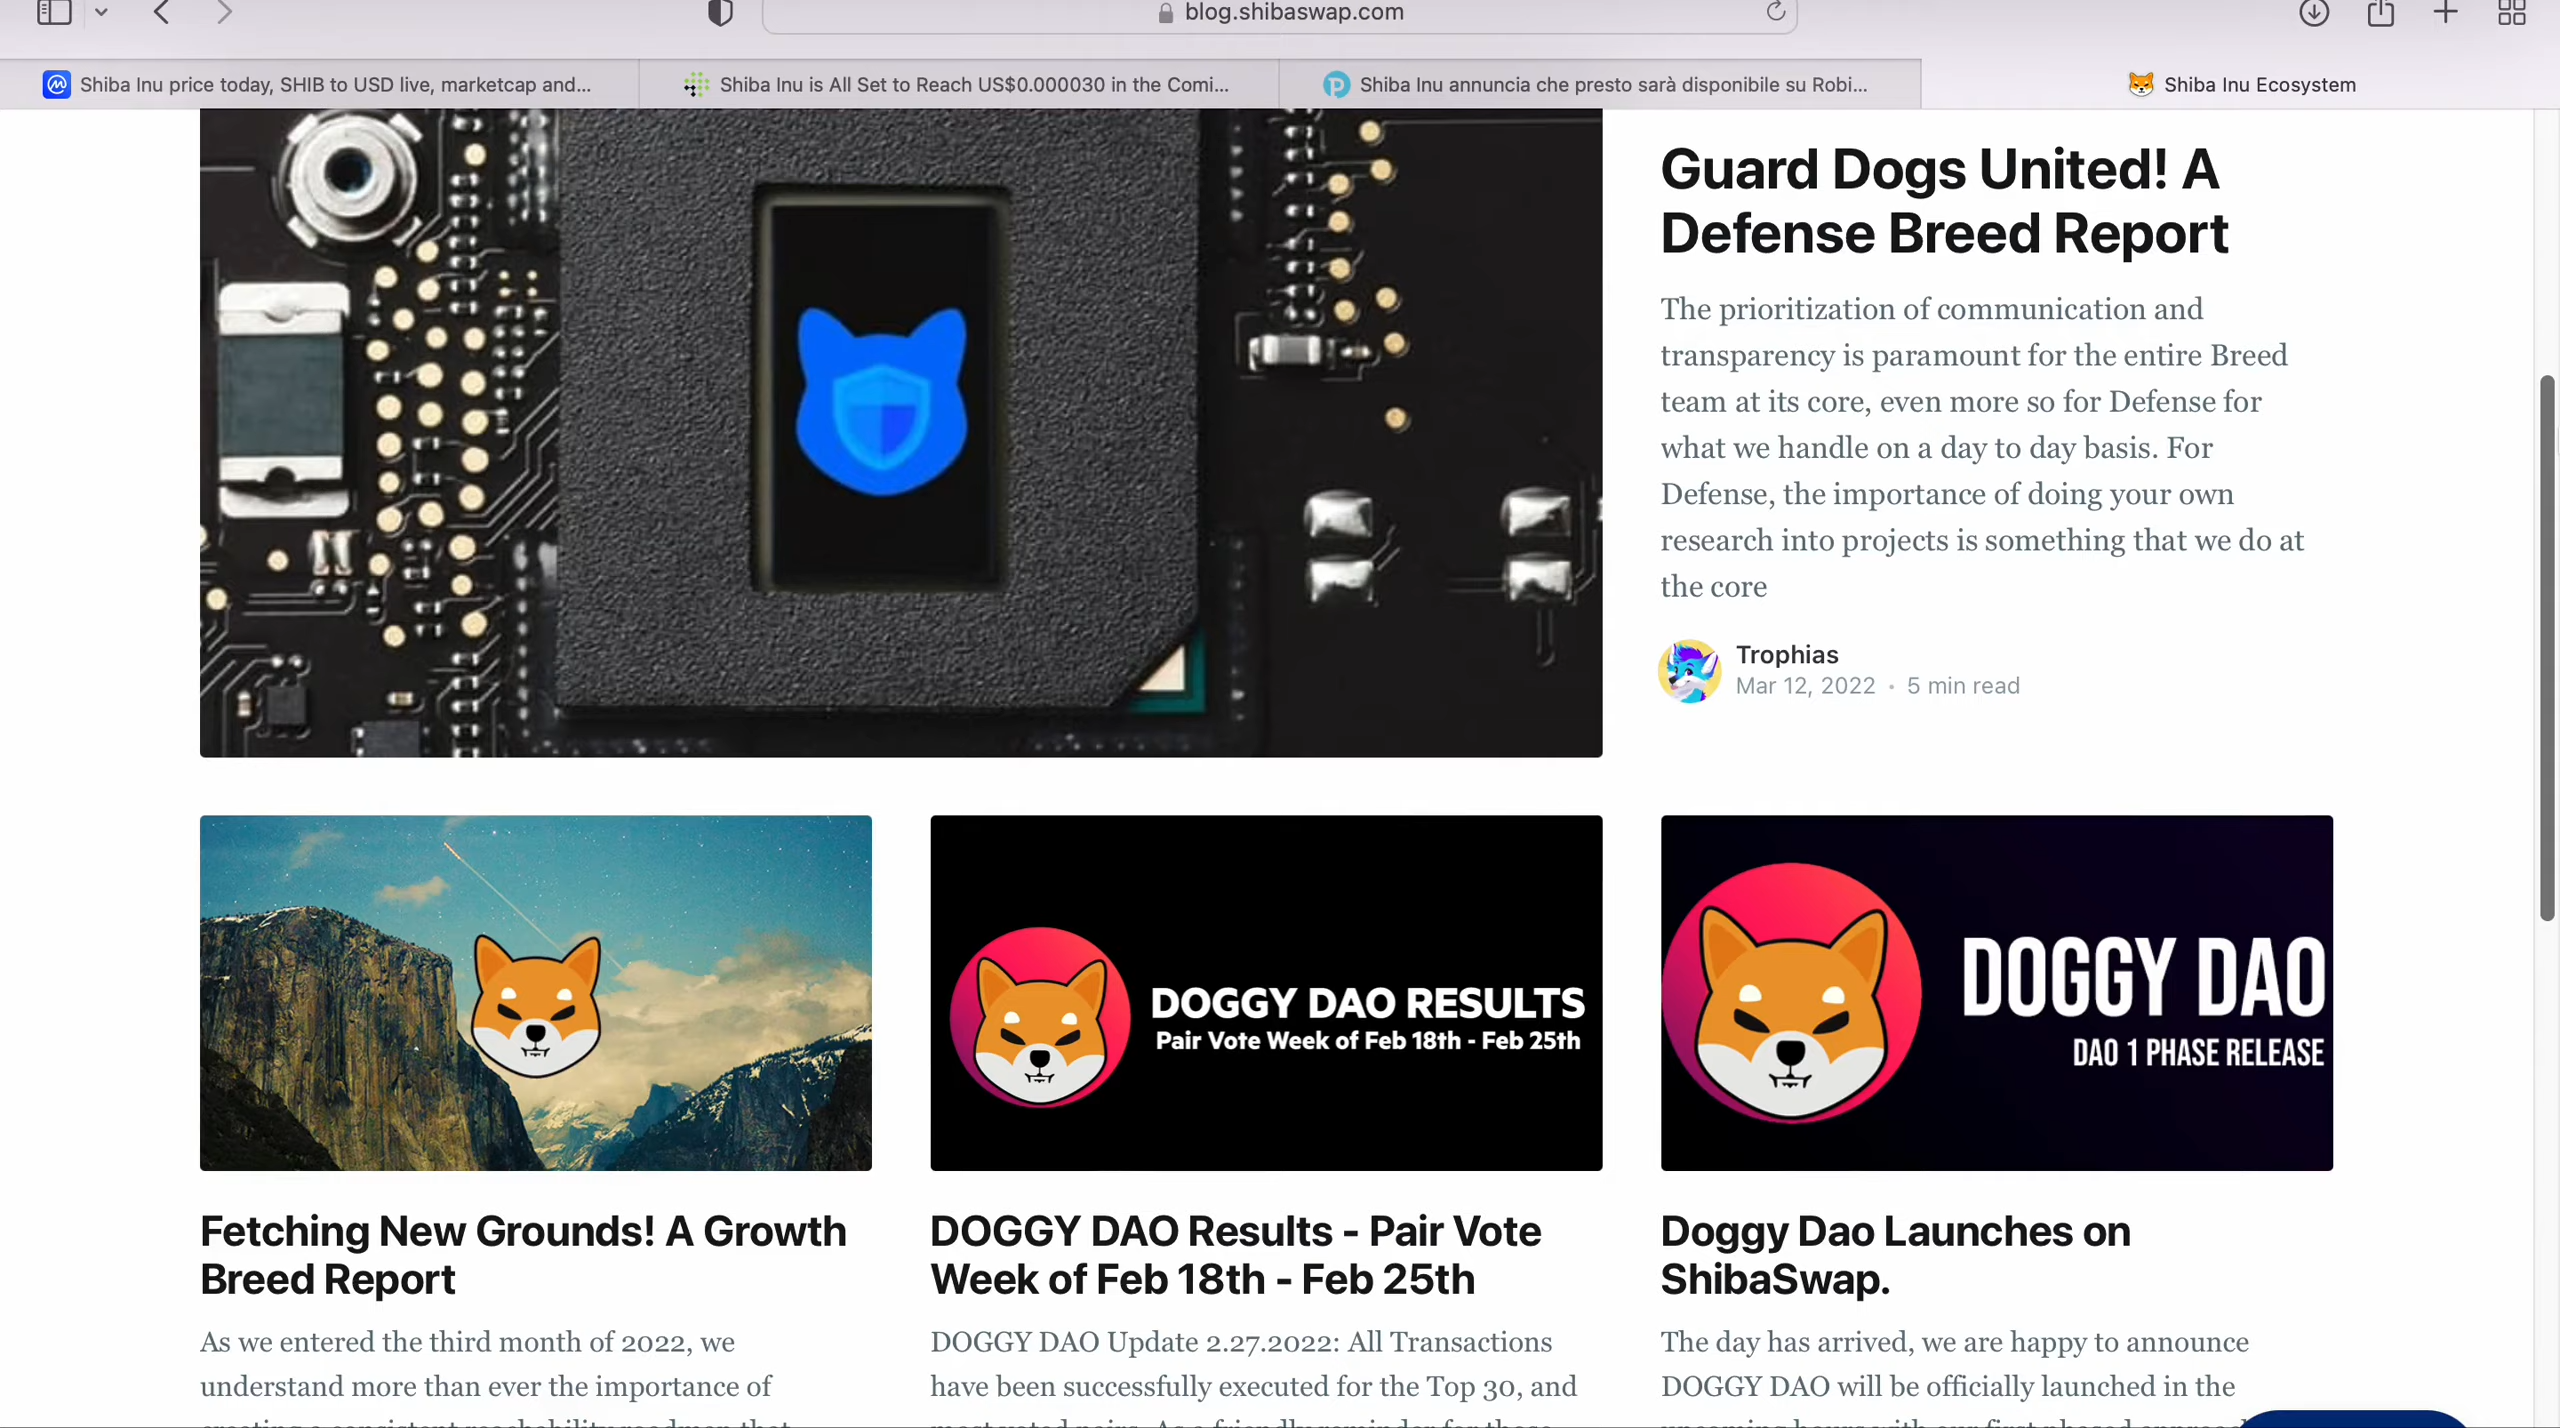 blog.shibaswap.com
Shiba Inu price today, SHIB to USD live, marketcap and...
Shiba Inu is All Set to Reach US$0.000030 in the Comi...
Shiba Inu annuncia che presto sarà disponibile su Robi...
Shiba Inu Ecosystem
Guard Dogs United! A
Defense Breed Report
The prioritization of communication and
transparency is paramount for the entire Breed
team at its core, even more so for Defense for
what we handle on a day to day basis. For
Defense, the importance of doing your own
research into projects is something that we do at
the core
Trophias
Mar 12, 2022 • 5 min read
DOGGY DAO RESULTS
Pair Vote Week of Feb 18th - Feb 25th
DOGGY DAO
DAO 1 PHASE RELEASE
Fetching New Grounds! A Growth
Breed Report
As we entered the third month of 2022, we
understand more than ever the importance of
DOGGY DAO Results - Pair Vote
Week of Feb 18th - Feb 25th
DOGGY DAO Update 2.27.2022: All Transactions
have been successfully executed for the Top 30, and
Doggy Dao Launches on
ShibaSwap.
The day has arrived, we are happy to announce
DOGGY DAO will be officially launched in the